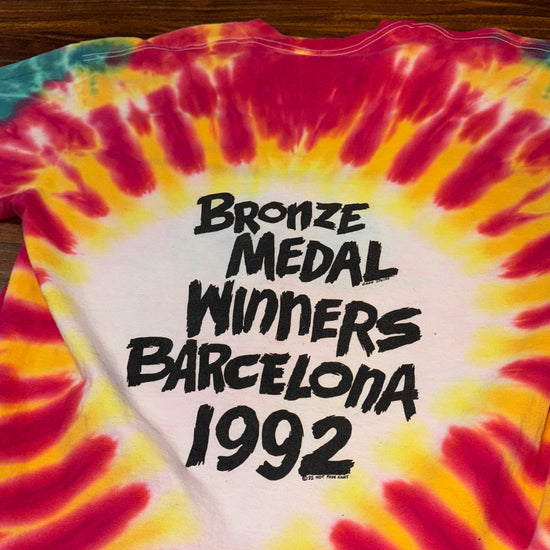 BRONZE
MEDAL
WINNERS
BARCELONA
1992